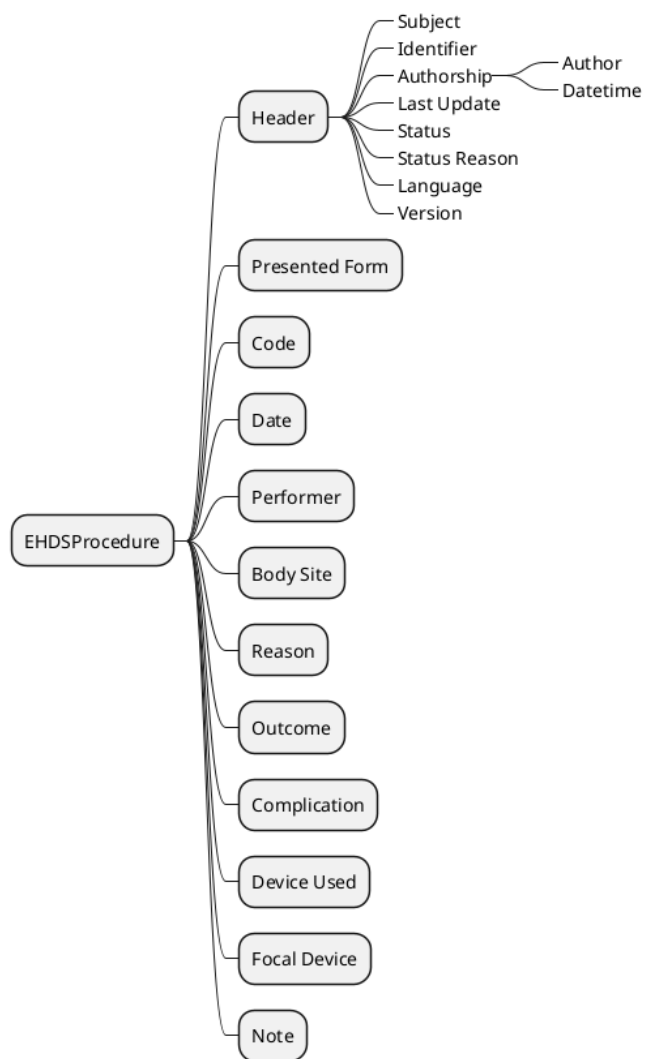 Subject
Identifier
Author
Authorship
Datetime
Last Update
Header
Status
Status Reason
Language
Version
Presented Form
Code
Date
Performer
EHDSProcedure
Body Site
Reason
Outcome
Complication
Device Used
Focal Device
Note